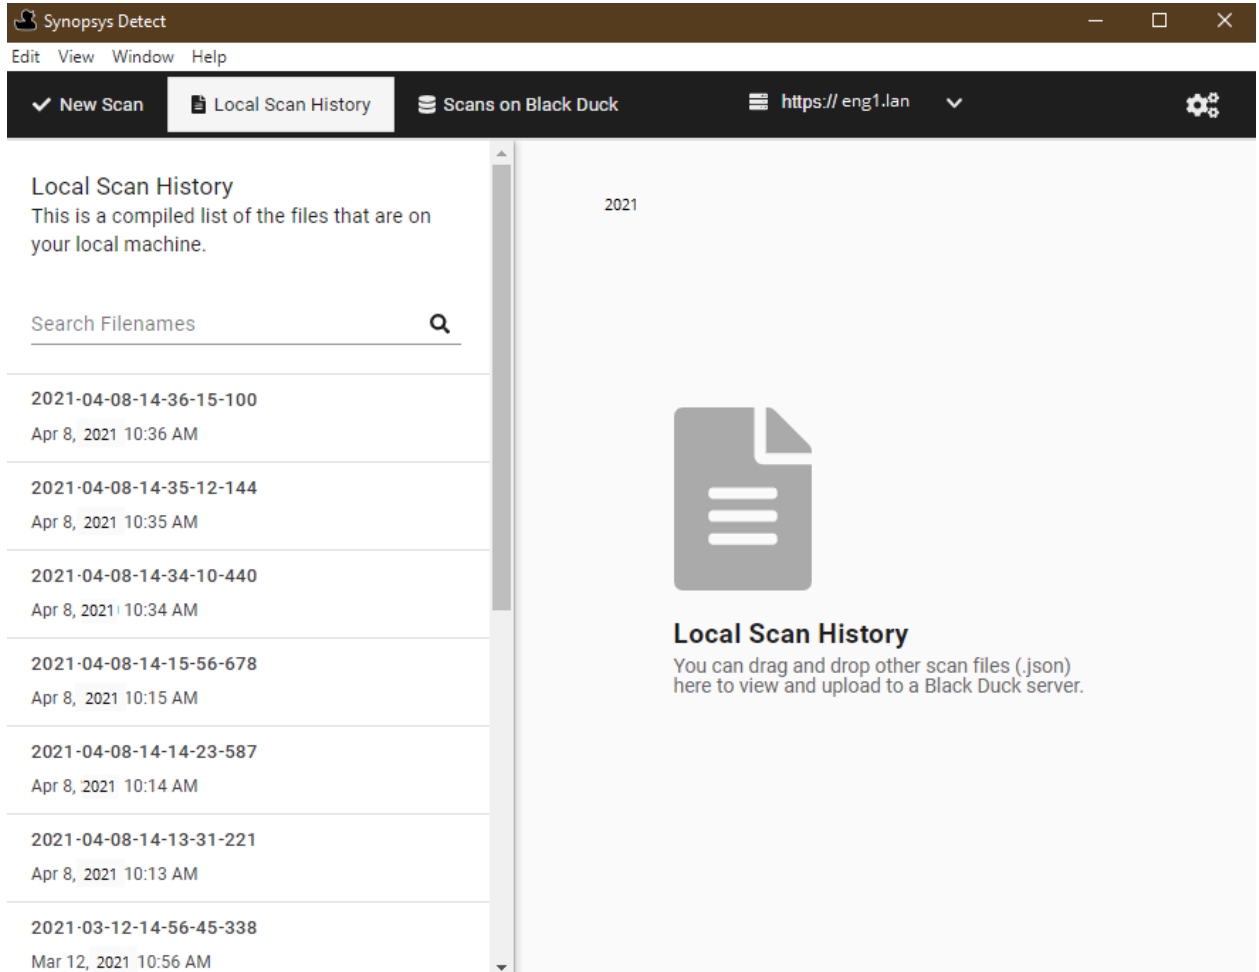 Synopsys Detect
Edit View Window Help
New Scan Local Scan History Scans on Black Duck https:// eng1.lan
Local Scan History
This is a compiled list of the files that are on
your local machine.
Search Filenames
2021-04-08-14-36-15-100
Apr 8, 2021 10:36 AM
2021-04-08-14-35-12-144
Apr 8, 2021 10:35 AM
2021-04-08-14-34-10-440
Apr 8, 2021 10:34 AM
2021-04-08-14-15-56-678
Apr 8, 2021 10:15 AM
2021-04-08-14-14-23-587
Apr 8, 2021 10:14 AM
2021-04-08-14-13-31-221
Apr 8, 2021 10:13 AM
2021-03-12-14-56-45-338
Mar 12, 2021 10:56 AM
2021
Local Scan History
You can drag and drop other scan files (.json)
here to view and upload to a Black Duck server.